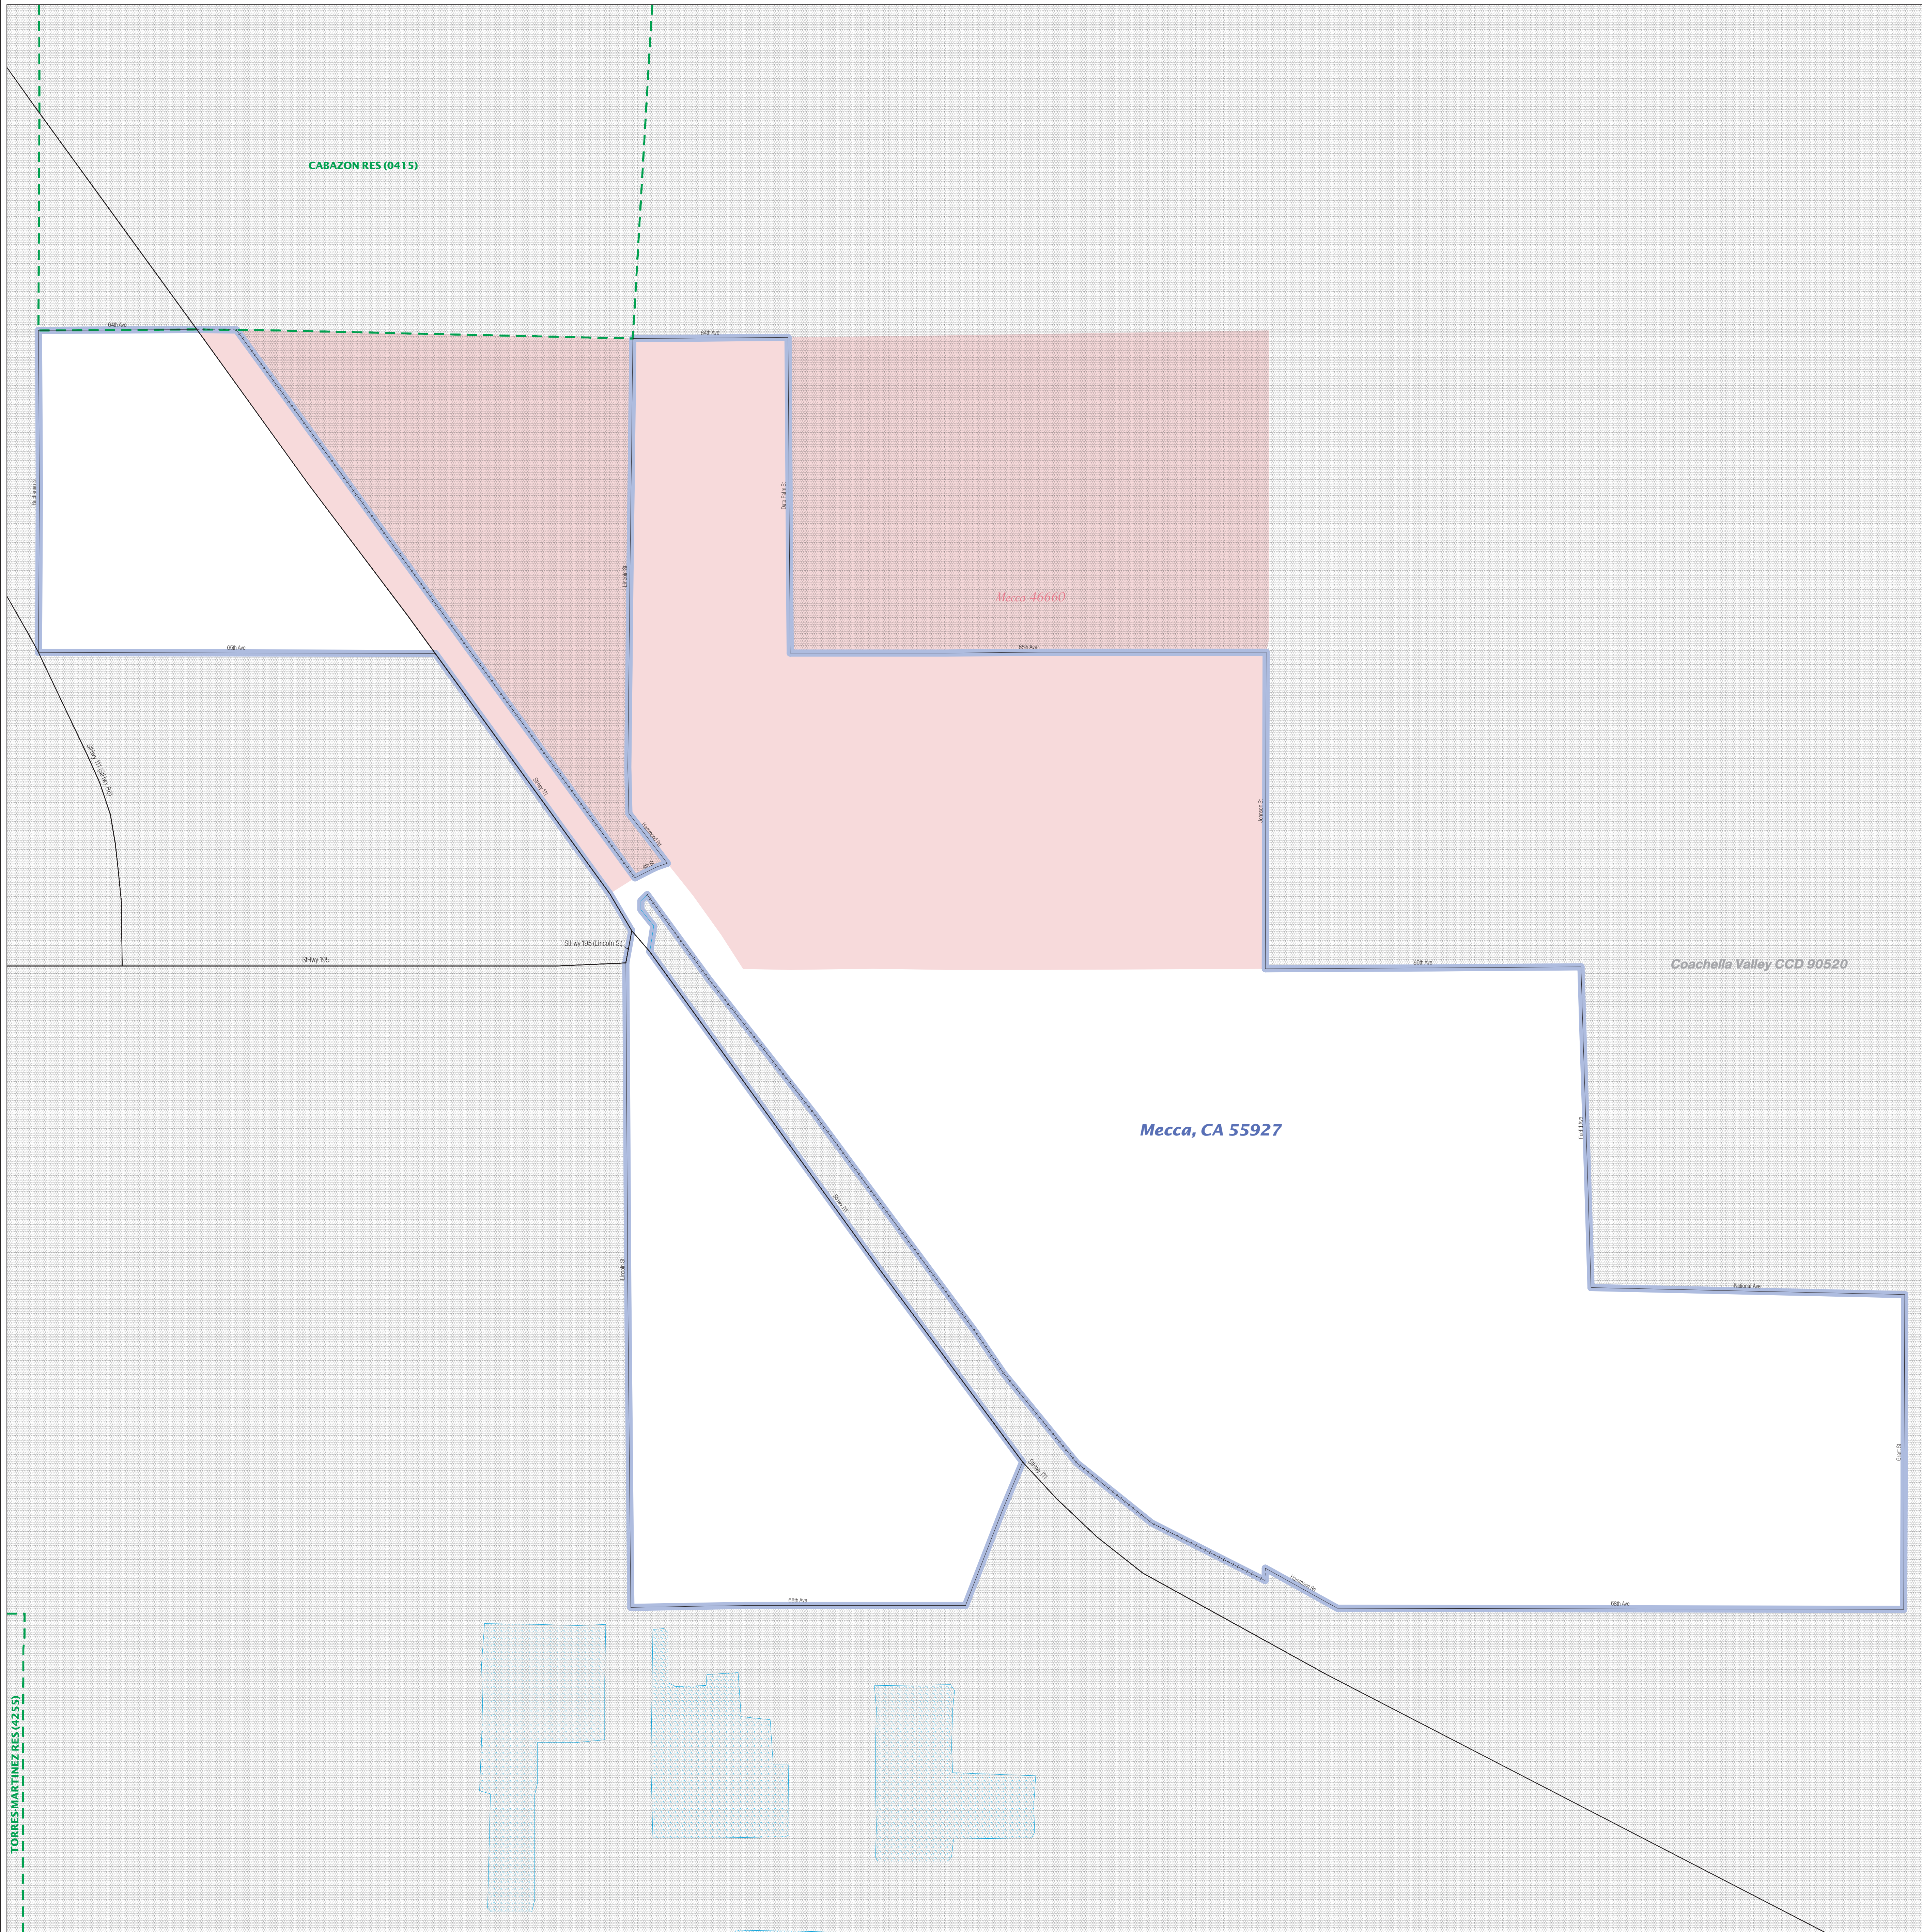 CABAZON RES (0415)
64th Ave
64th Ave
Buchanan St
Date Palm St
Lincoln St
Mecca 46660
65th Ave
65th Ave
StHwy 111 (StHwy 86)
StHwy 111
Johnson St
Hammond Rd
4th St
StHwy 195 (Lincoln St)
StHwy 195
66th Ave
Coachella Valley CCD 90520
Mecca, CA 55927
Euclid Ave
StHwy 111
Lincoln St
National Ave
Grant St
StHwy 111
Hammond Rd
68th Ave
68th Ave
TORRES-MARTINEZ RES (4255)